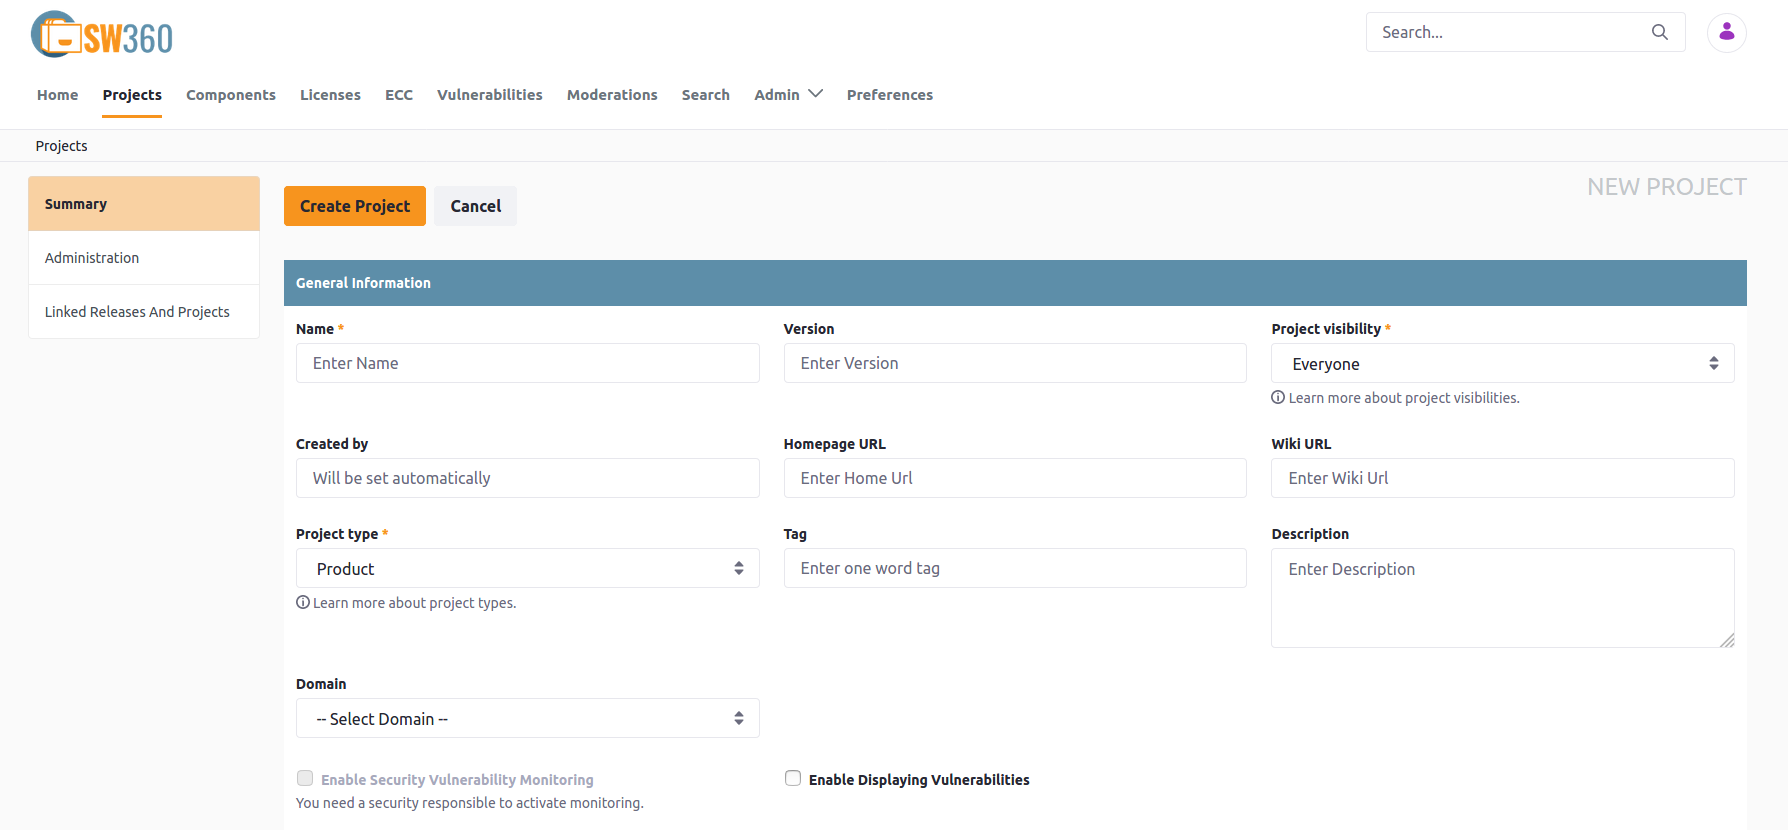 SW360
Search...
Home Projects Components Licenses ECC Vulnerabilities Moderations Search Admin Preferences
Projects
Summary
Administration
Linked Releases And Projects
Create Project Cancel
NEW PROJECT
General Information
Name * Version Project visibility *
Enter Name Enter Version Everyone
Learn more about project visibilities.
Created by Homepage URL Wiki URL
Will be set automatically Enter Home Url Enter Wiki Url
Project type * Tag Description
Product Enter one word tag Enter Description
Learn more about project types.
Domain
-- Select Domain --
Enable Security Vulnerability Monitoring Enable Displaying Vulnerabilities
You need a security responsible to activate monitoring.